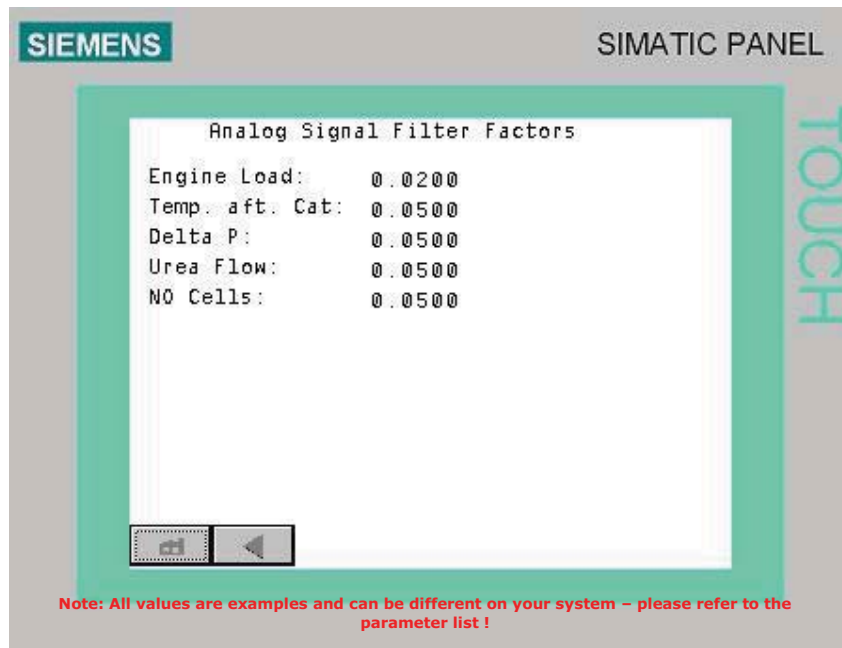 SIEMENS
SIMATIC PANEL
TOUCH
Analog Signal Filter Factors
Engine Load: 0.0200
Temp. aft. Cat: 0.0500
Delta P: 0.0500
Urea Flow: 0.0500
NO Cells: 0.0500
Note: All values are examples and can be different on your system – please refer to the
parameter list !